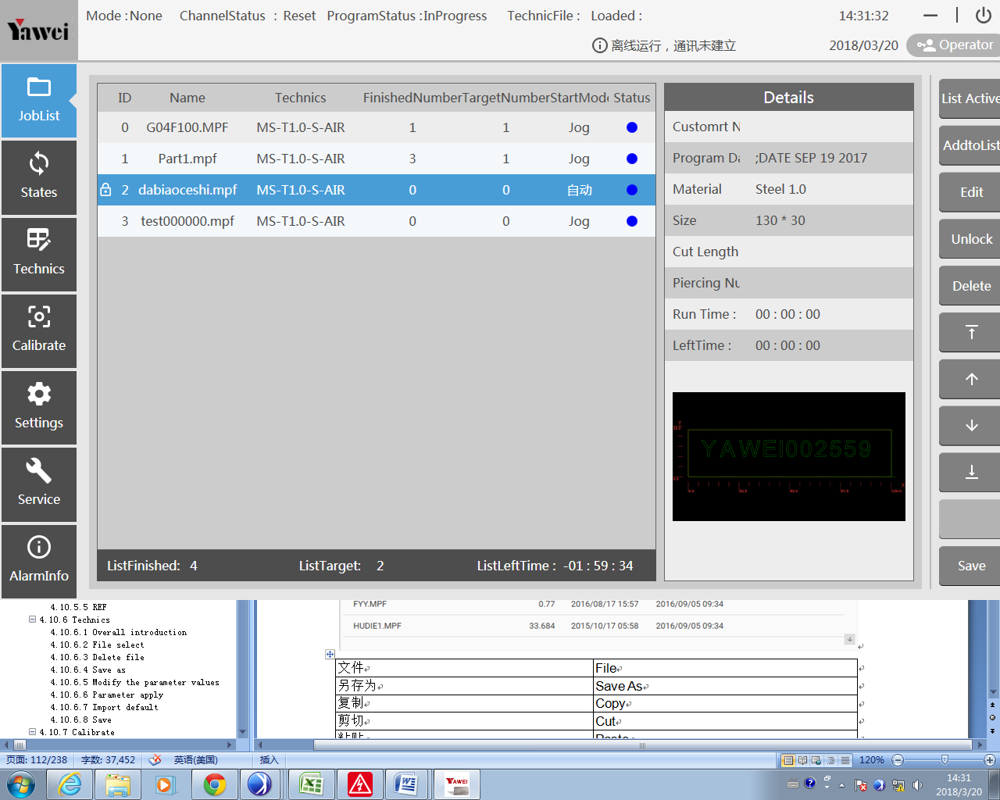 Yawei
Mode : None ChannelStatus : Reset ProgramStatus : InProgress TechnicFile : Loaded : 14:31:32
离线运行，通讯未建立 2018/03/20 Operator
JobList
States
Technics
Calibrate
Settings
Service
AlarmInfo
ID Name Technics FinishedNumber TargetNumber StartMode Status
0 G04F100.MPF MS-T1.0-S-AIR 1 1 Jog
1 Part1.mpf MS-T1.0-S-AIR 3 1 Jog
2 dabiaoceshi.mpf MS-T1.0-S-AIR 0 0 自动
3 test000000.mpf MS-T1.0-S-AIR 0 0 Jog
ListFinished: 4 ListTarget: 2 ListLeftTime : -01 : 59 : 34
Details
Customrt N
Program Da ;DATE SEP 19 2017
Material Steel 1.0
Size 130 * 30
Cut Length
Piercing Nu
Run Time : 00 : 00 : 00
LeftTime : 00 : 00 : 00
YAWEI002559
List Active
AddtoList
Edit
Unlock
Delete
Save
4.10.5.5 REF
4.10.6 Technics
4.10.6.1 Overall introduction
4.10.6.2 File select
4.10.6.3 Delete file
4.10.6.4 Save as
4.10.6.5 Modify the parameter values
4.10.6.6 Parameter apply
4.10.6.7 Import default
4.10.6.8 Save
4.10.7 Calibrate
FYY.MPF 0.77 2016/08/17 15:57 2016/09/05 09:34
HUDIE1.MPF 33.684 2015/10/17 05:58 2016/09/05 09:34
文件 File
另存为 Save As
复制 Copy
剪切 Cut
粘贴 Paste
页面: 112/238 字数: 37,452 英语(美国) 插入 120%
YAWEI
14:31
2018/3/20